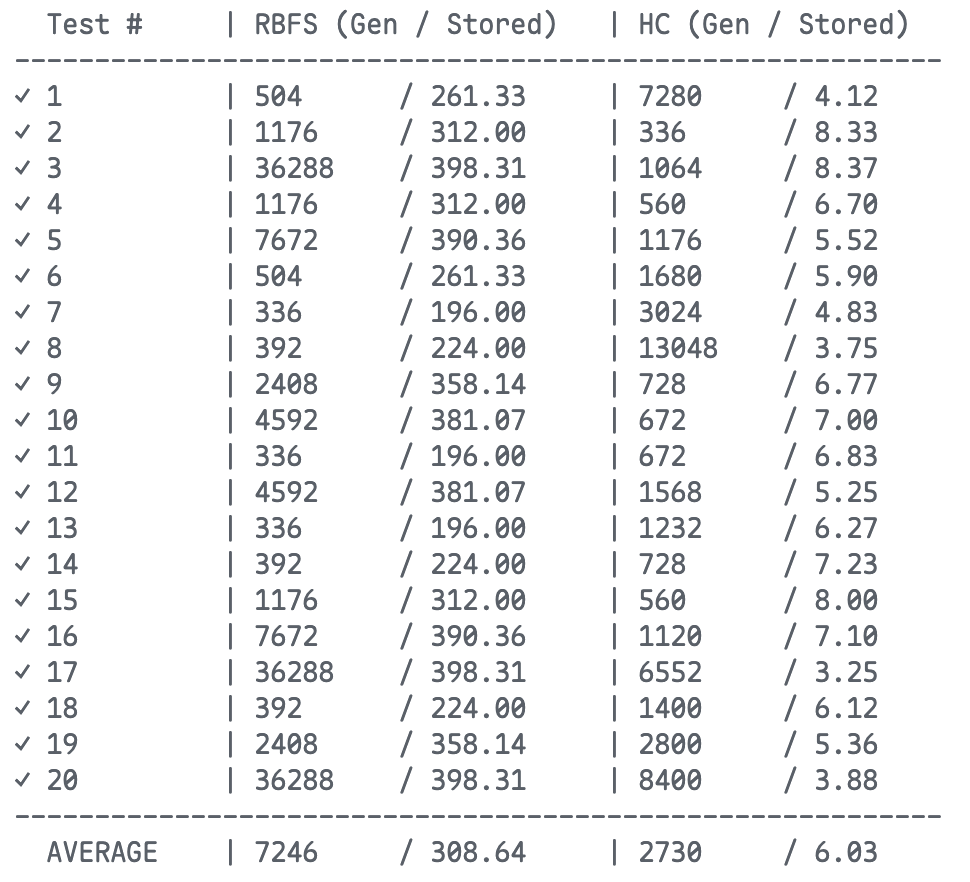 Test # | RBFS (Gen / Stored) | HC (Gen / Stored)
----------------------------------------------------------
✓ 1 | 504 / 261.33 | 7280 / 4.12
✓ 2 | 1176 / 312.00 | 336 / 8.33
✓ 3 | 36288 / 398.31 | 1064 / 8.37
✓ 4 | 1176 / 312.00 | 560 / 6.70
✓ 5 | 7672 / 390.36 | 1176 / 5.52
✓ 6 | 504 / 261.33 | 1680 / 5.90
✓ 7 | 336 / 196.00 | 3024 / 4.83
✓ 8 | 392 / 224.00 | 13048 / 3.75
✓ 9 | 2408 / 358.14 | 728 / 6.77
✓ 10 | 4592 / 381.07 | 672 / 7.00
✓ 11 | 336 / 196.00 | 672 / 6.83
✓ 12 | 4592 / 381.07 | 1568 / 5.25
✓ 13 | 336 / 196.00 | 1232 / 6.27
✓ 14 | 392 / 224.00 | 728 / 7.23
✓ 15 | 1176 / 312.00 | 560 / 8.00
✓ 16 | 7672 / 390.36 | 1120 / 7.10
✓ 17 | 36288 / 398.31 | 6552 / 3.25
✓ 18 | 392 / 224.00 | 1400 / 6.12
✓ 19 | 2408 / 358.14 | 2800 / 5.36
✓ 20 | 36288 / 398.31 | 8400 / 3.88
----------------------------------------------------------
AVERAGE | 7246 / 308.64 | 2730 / 6.03